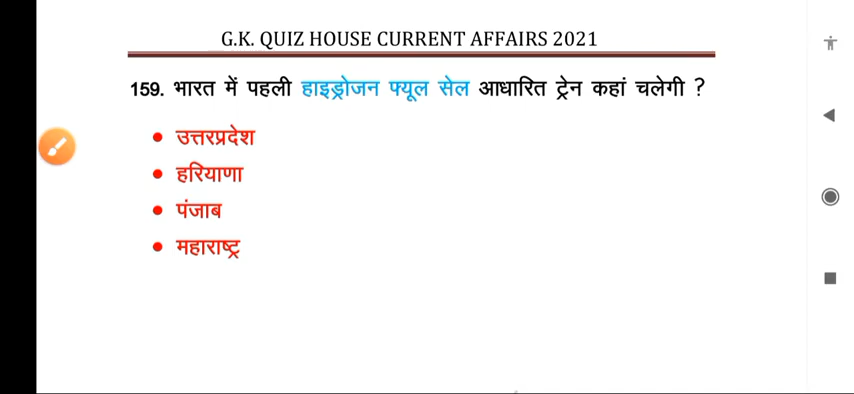 G.K. QUIZ HOUSE CURRENT AFFAIRS 2021
159. भारत में पहली हाइड्रोजन फ्यूल सेल आधारित ट्रेन कहां चलेगी ?
• उत्तरप्रदेश
• हरियाणा
• पंजाब
• महाराष्ट्र